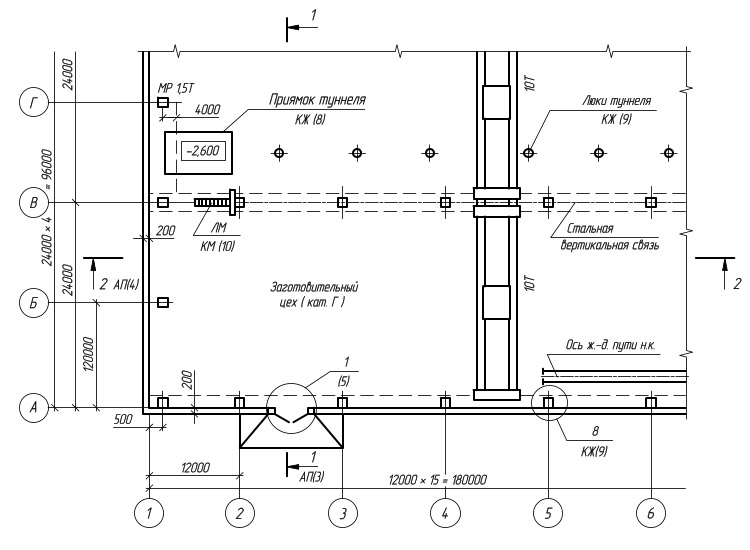 1
24000
МР 1,5Т
4000
Приямок туннеля
КЖ (8)
10Т
Люки туннеля
КЖ (9)
Г
-2,600
24000 × 4 = 96000
В
200
ЛМ
КМ (10)
Стальная
вертикальная связь
2
АП(4)
24000
Заготовительный
цех ( кат. Г )
10Т
2
Б
120000
Ось ж.-д. пути н.к.
1
(5)
200
А
500
8
КЖ(9)
1
АП(3)
12000
12000 × 15 = 180000
1
2
3
4
5
6